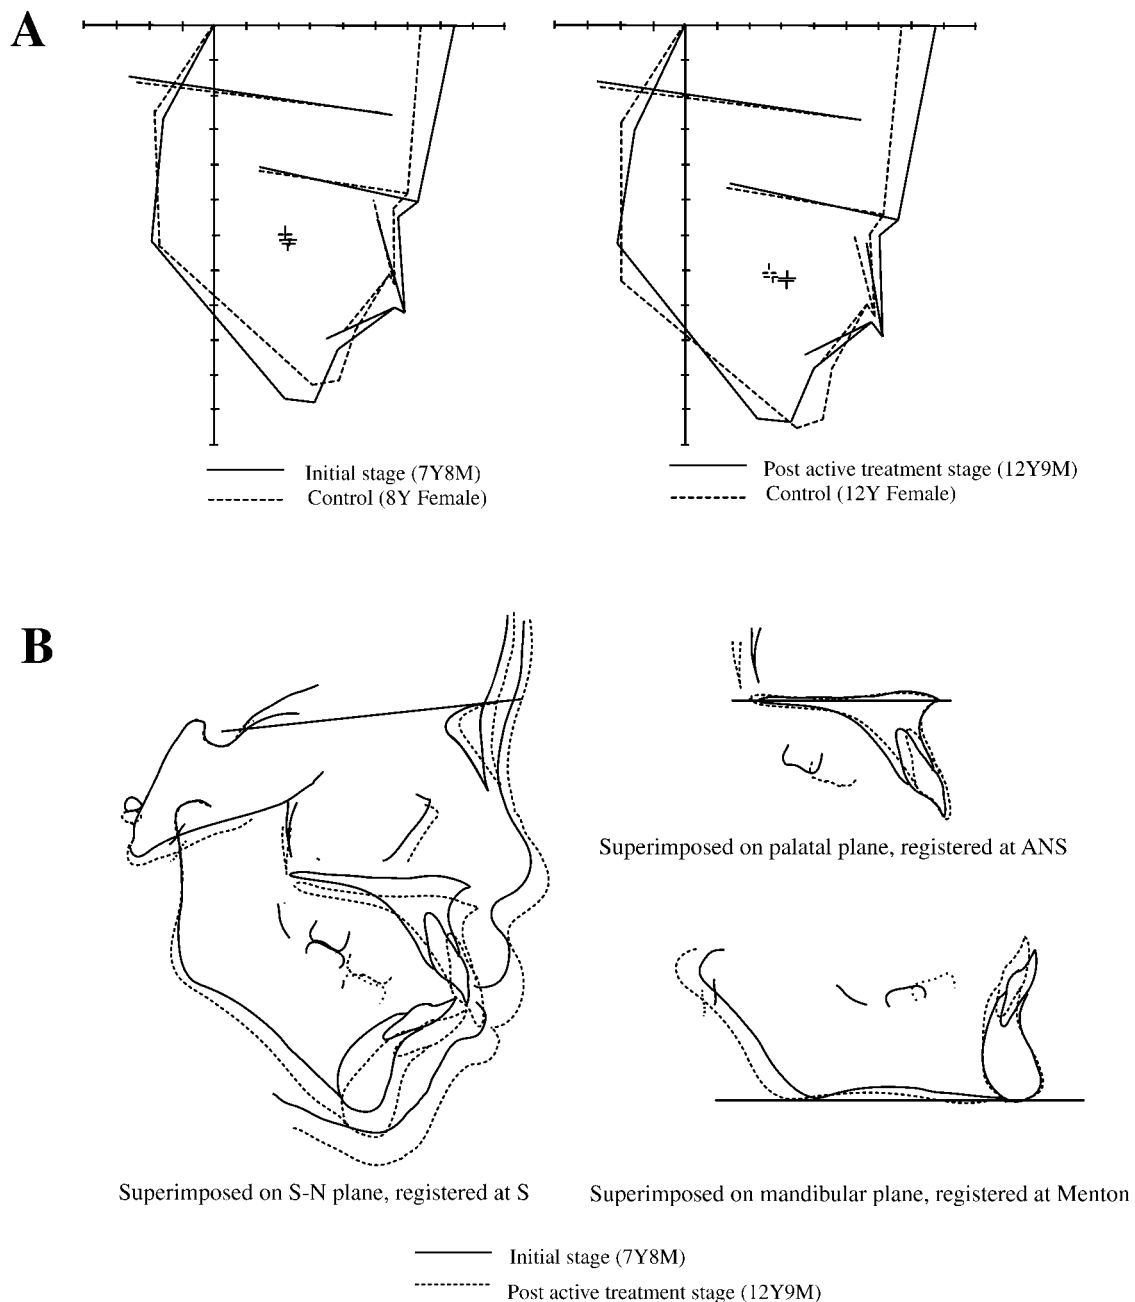 A
Initial stage (7Y8M)
Control (8Y Female)
Post active treatment stage (12Y9M)
Control (12Y Female)
B
Superimposed on palatal plane, registered at ANS
Superimposed on S-N plane, registered at S
Superimposed on mandibular plane, registered at Menton
Initial stage (7Y8M)
Post active treatment stage (12Y9M)